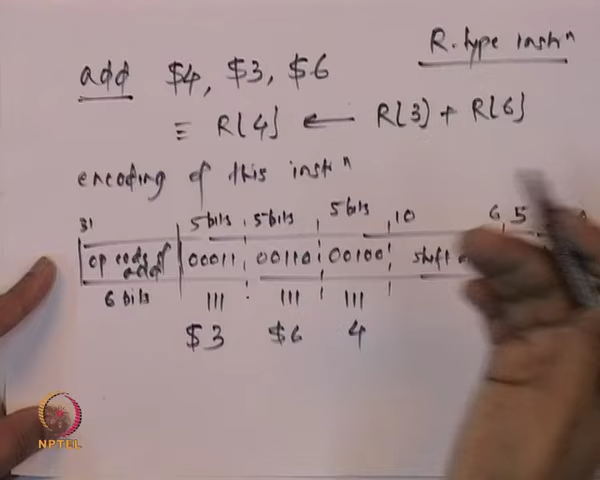 R-type instⁿ
add $4, $3, $6
≡ R[4] ← R[3] + R[6]
encoding of this instⁿ
31 5 bits 5 bits 5 bits 10 6 5
op code of add 00011 00110 00100 shift
6 bits
$3 $6 4
NPTEL